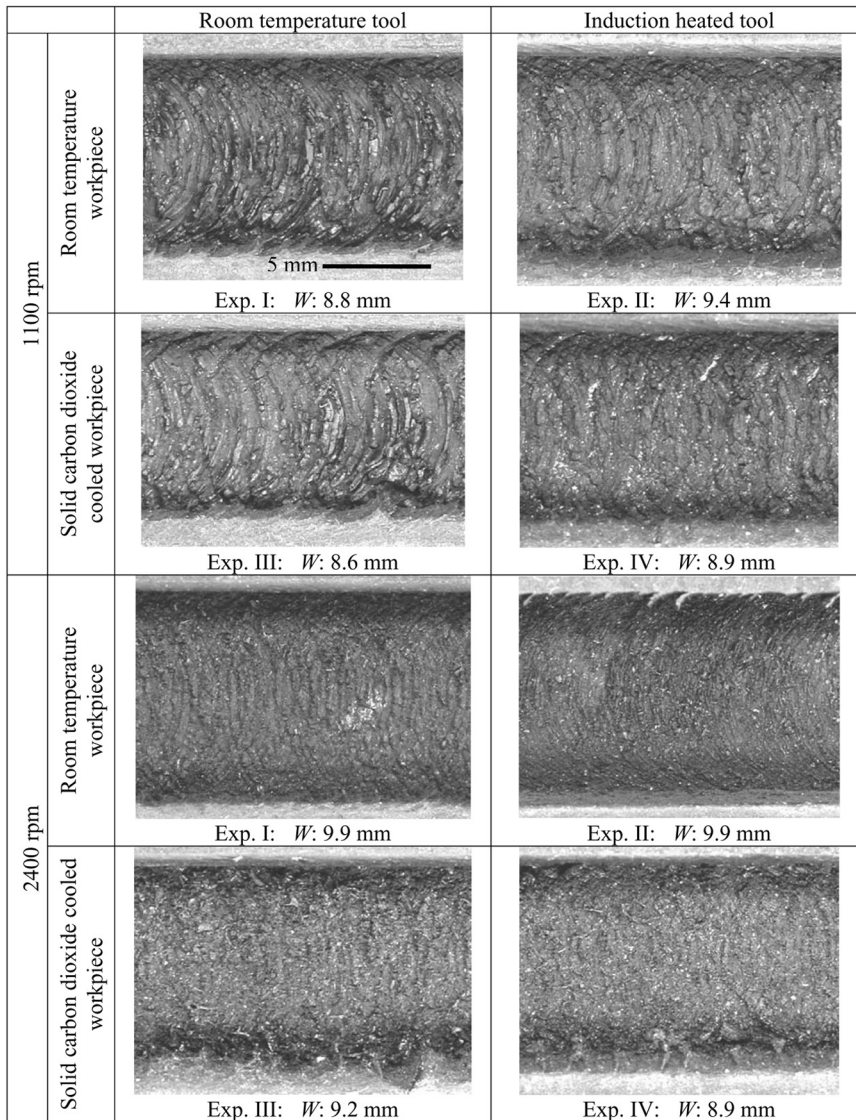 Room temperature tool
Induction heated tool
1100 rpm
Room temperature
workpiece
5 mm
Exp. I: W: 8.8 mm
Exp. II: W: 9.4 mm
Solid carbon dioxide
cooled workpiece
Exp. III: W: 8.6 mm
Exp. IV: W: 8.9 mm
2400 rpm
Room temperature
workpiece
Exp. I: W: 9.9 mm
Exp. II: W: 9.9 mm
Solid carbon dioxide cooled
workpiece
Exp. III: W: 9.2 mm
Exp. IV: W: 8.9 mm